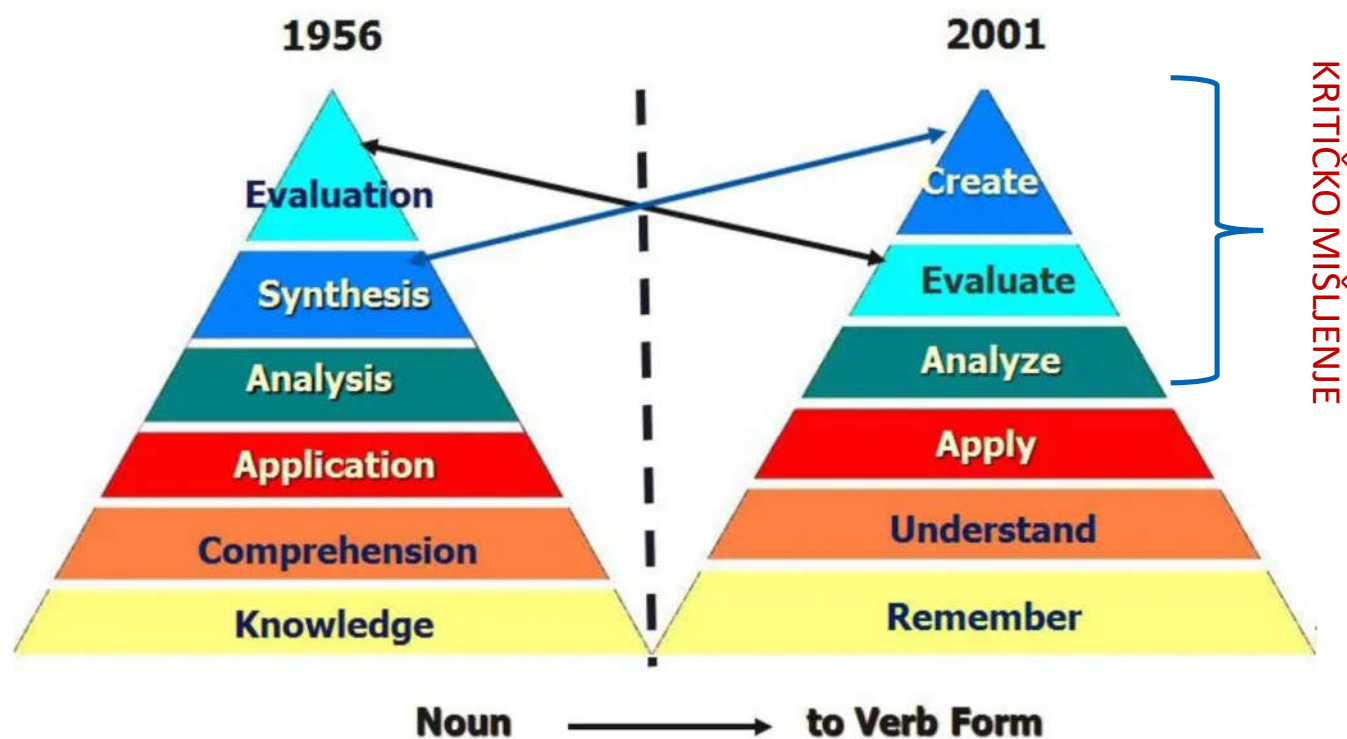 1956
Evaluation
Synthesis
Analysis
Application
Comprehension
Knowledge
2001
Create
Evaluate
Analyze
Apply
Understand
Remember
KRITIČKO MIŠLJENJE
Noun to Verb Form